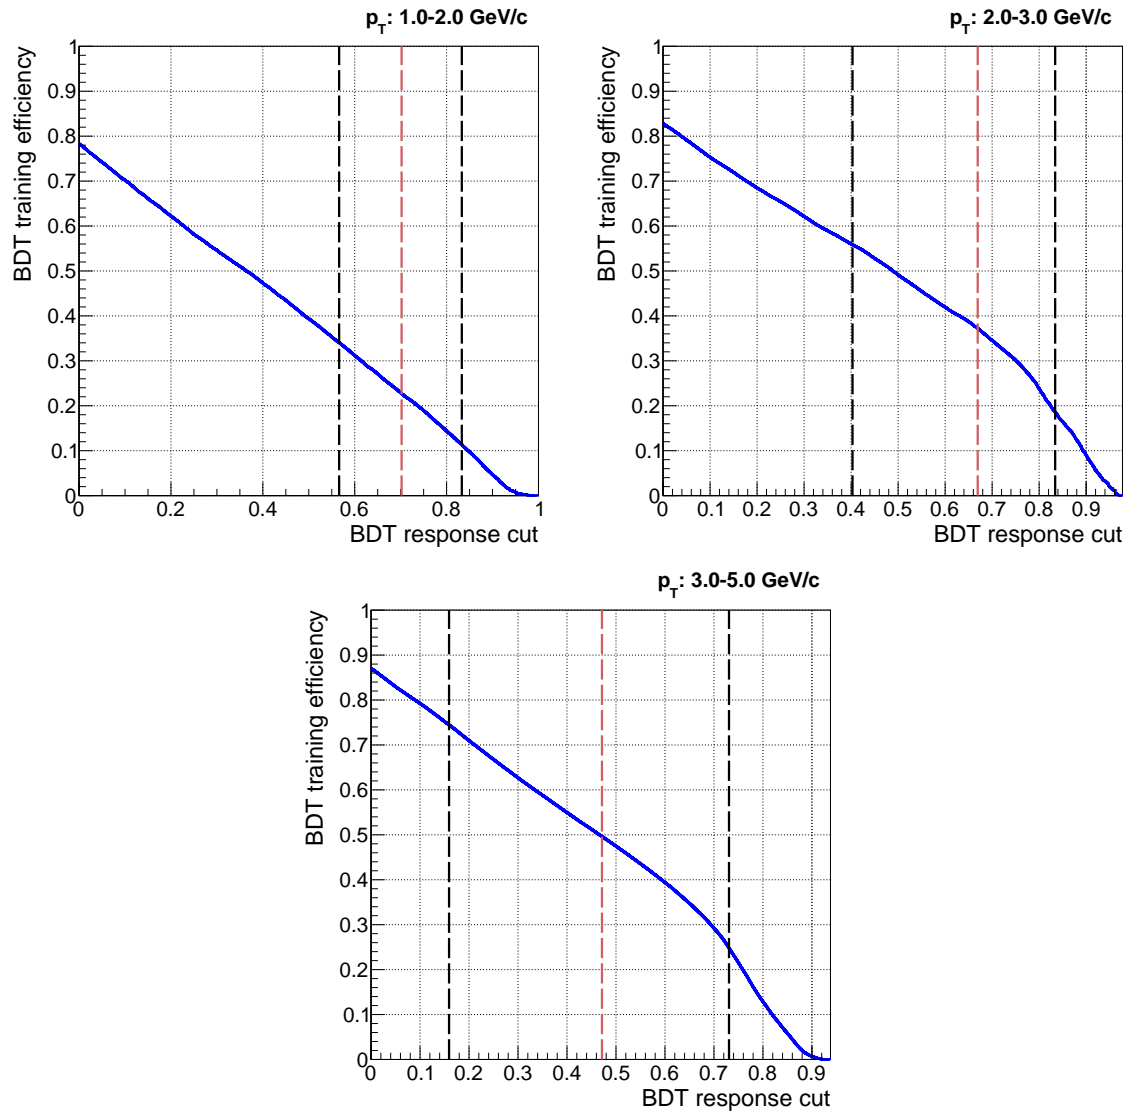 p_T: 1.0-2.0 GeV/c
BDT training efficiency
1
0.9
0.8
0.7
0.6
0.5
0.4
0.3
0.2
0.1
0
0 0.2 0.4 0.6 0.8 1
BDT response cut
p_T: 2.0-3.0 GeV/c
BDT training efficiency
1
0.9
0.8
0.7
0.6
0.5
0.4
0.3
0.2
0.1
0
0 0.1 0.2 0.3 0.4 0.5 0.6 0.7 0.8 0.9
BDT response cut
p_T: 3.0-5.0 GeV/c
BDT training efficiency
1
0.9
0.8
0.7
0.6
0.5
0.4
0.3
0.2
0.1
0
0 0.1 0.2 0.3 0.4 0.5 0.6 0.7 0.8 0.9
BDT response cut